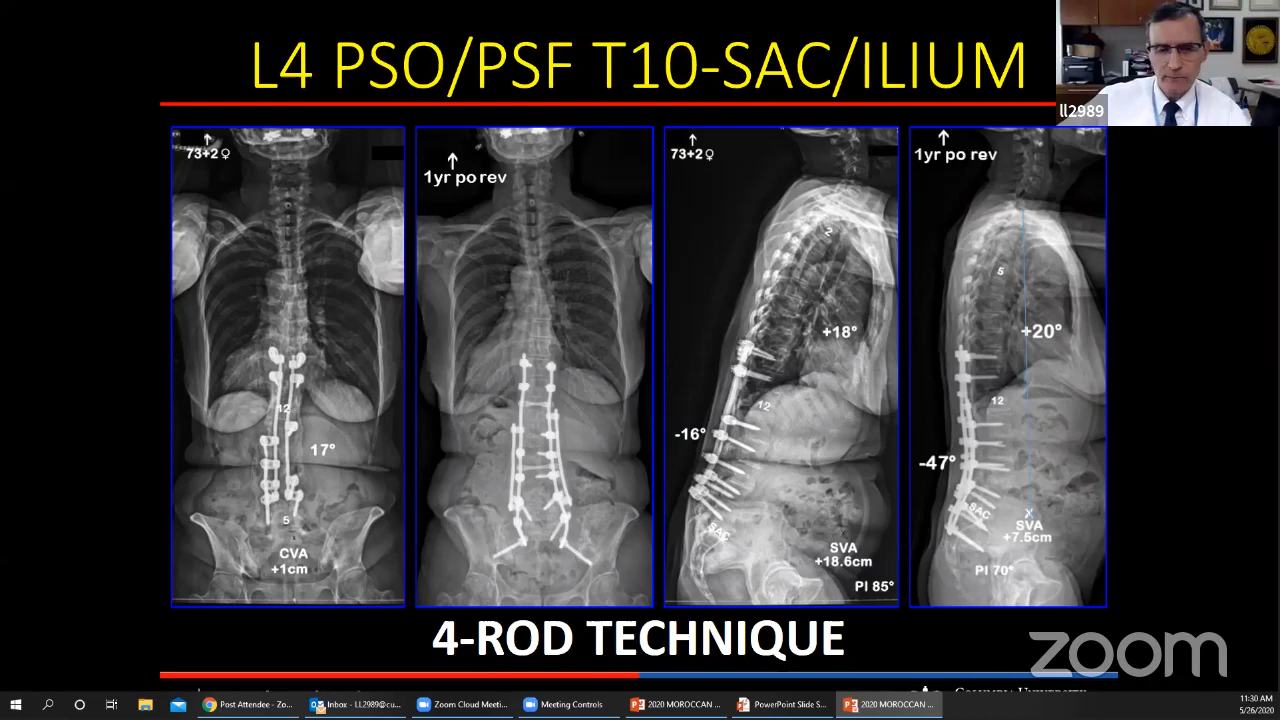 L4 PSO/PSF T10-SAC/ILIUM
ll2989
73+2♀
1yr po rev
73+2♀
1yr po rev
2
5
+18°
+20°
12
12
12
-16°
17°
-47°
5
SAC
SAC
CVA
+1cm
SVA
+18.6cm
X
SVA
+7.5cm
PI 85°
PI 70°
4-ROD TECHNIQUE
zoom
Post Attendee - Zo...
Inbox - LL2989@cu...
Zoom Cloud Meeti...
Meeting Controls
2020 MOROCCAN ...
PowerPoint Slide S...
2020 MOROCCAN ...
11:30 AM
5/26/2020